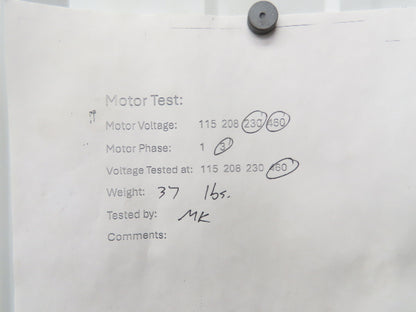 Motor Test:
Motor Voltage: 115 208 230 460
Motor Phase: 1 3
Voltage Tested at: 115 208 230 460
Weight: 37 lbs.
Tested by: MK
Comments: